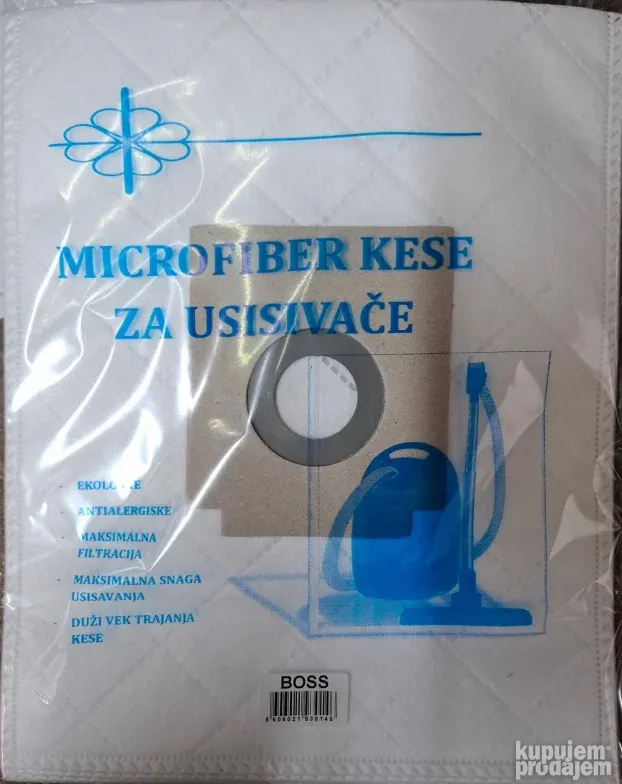 MICROFIBER KESE
ZA USISIVAČE
ANTIALERGISKE
MAKSIMALNA
FILTRACIJA
MAKSIMALNA SNAGA
USISAVANJA
DUŽI VEK TRAJANJA
KESE
BOSS
kupujem
prodajem